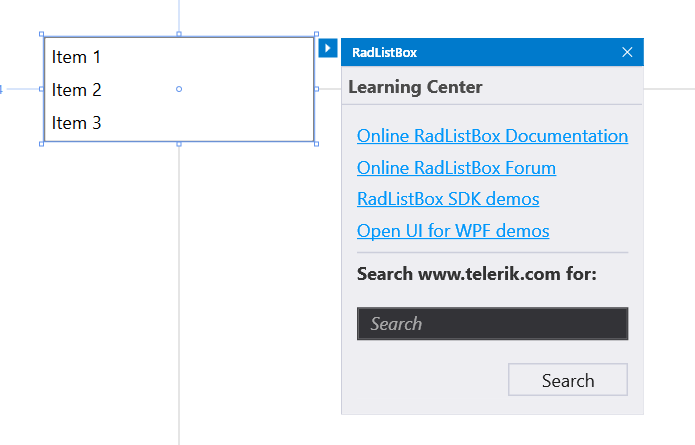 Item 1
Item 2
Item 3
RadListBox
Learning Center
Online RadListBox Documentation
Online RadListBox Forum
RadListBox SDK demos
Open UI for WPF demos
Search www.telerik.com for:
Search
Search